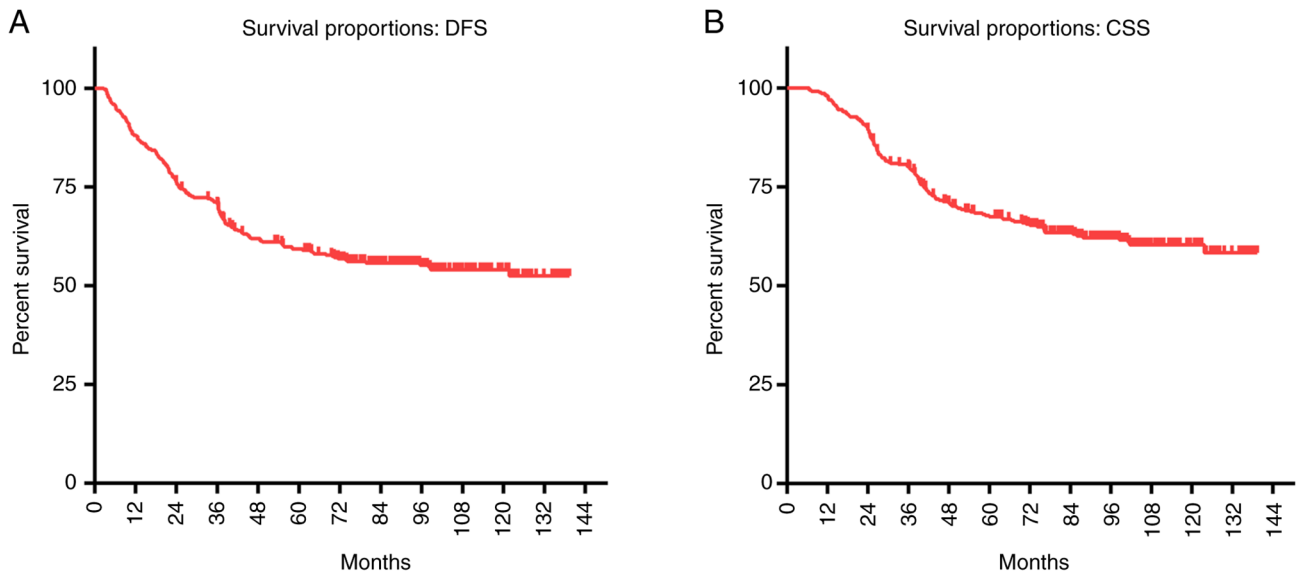 A
Survival proportions: DFS
Percent survival
100
75
50
25
0
0 12 24 36 48 60 72 84 96 108 120 132 144
Months
B
Survival proportions: CSS
Percent survival
100
75
50
25
0
0 12 24 36 48 60 72 84 96 108 120 132 144
Months